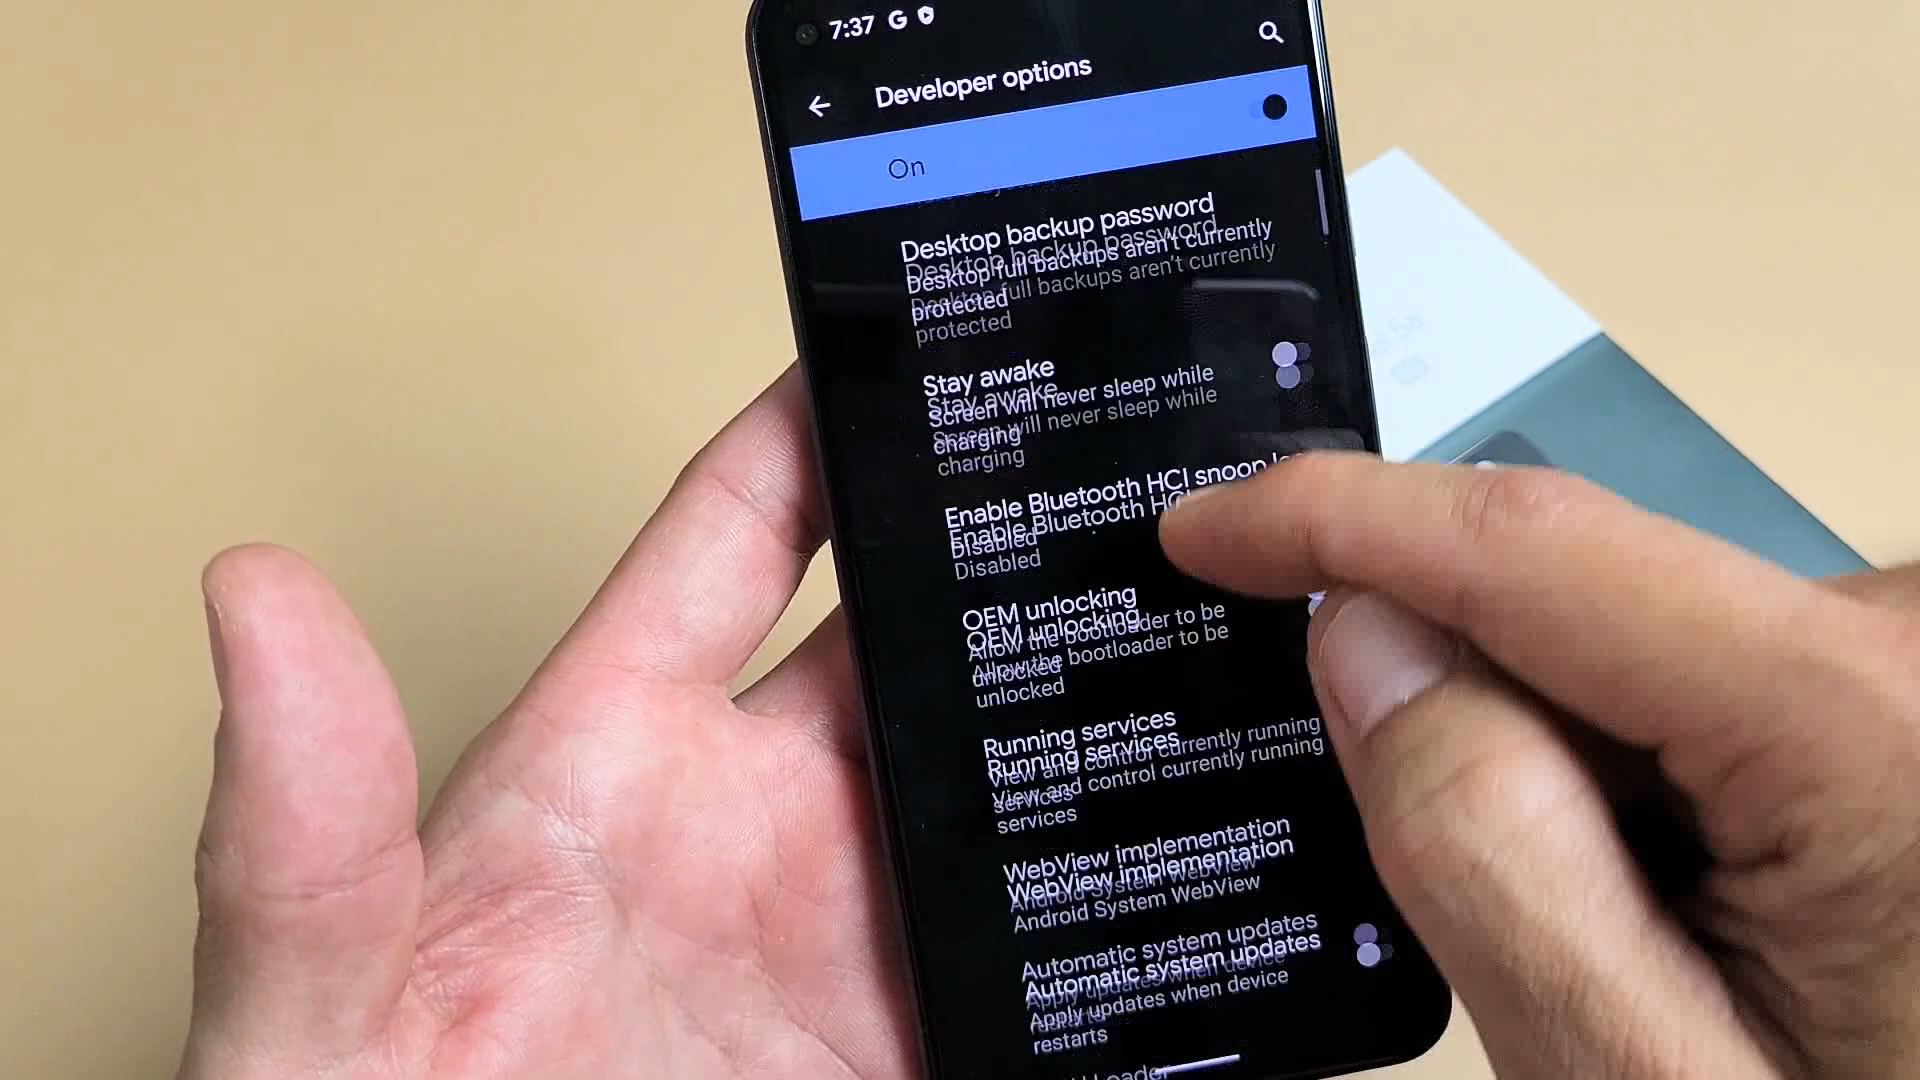 7:37 G
Developer options
On
Desktop backup password
Desktop full backups aren't currently
protected
Stay awake
Screen will never sleep while
charging
Enable Bluetooth HCI snoop
Disabled
OEM unlocking
Allow the bootloader to be
unlocked
Running services
View and control currently running
services
WebView implementation
Android System WebView
Automatic system updates
Apply updates when device
restarts
Loader